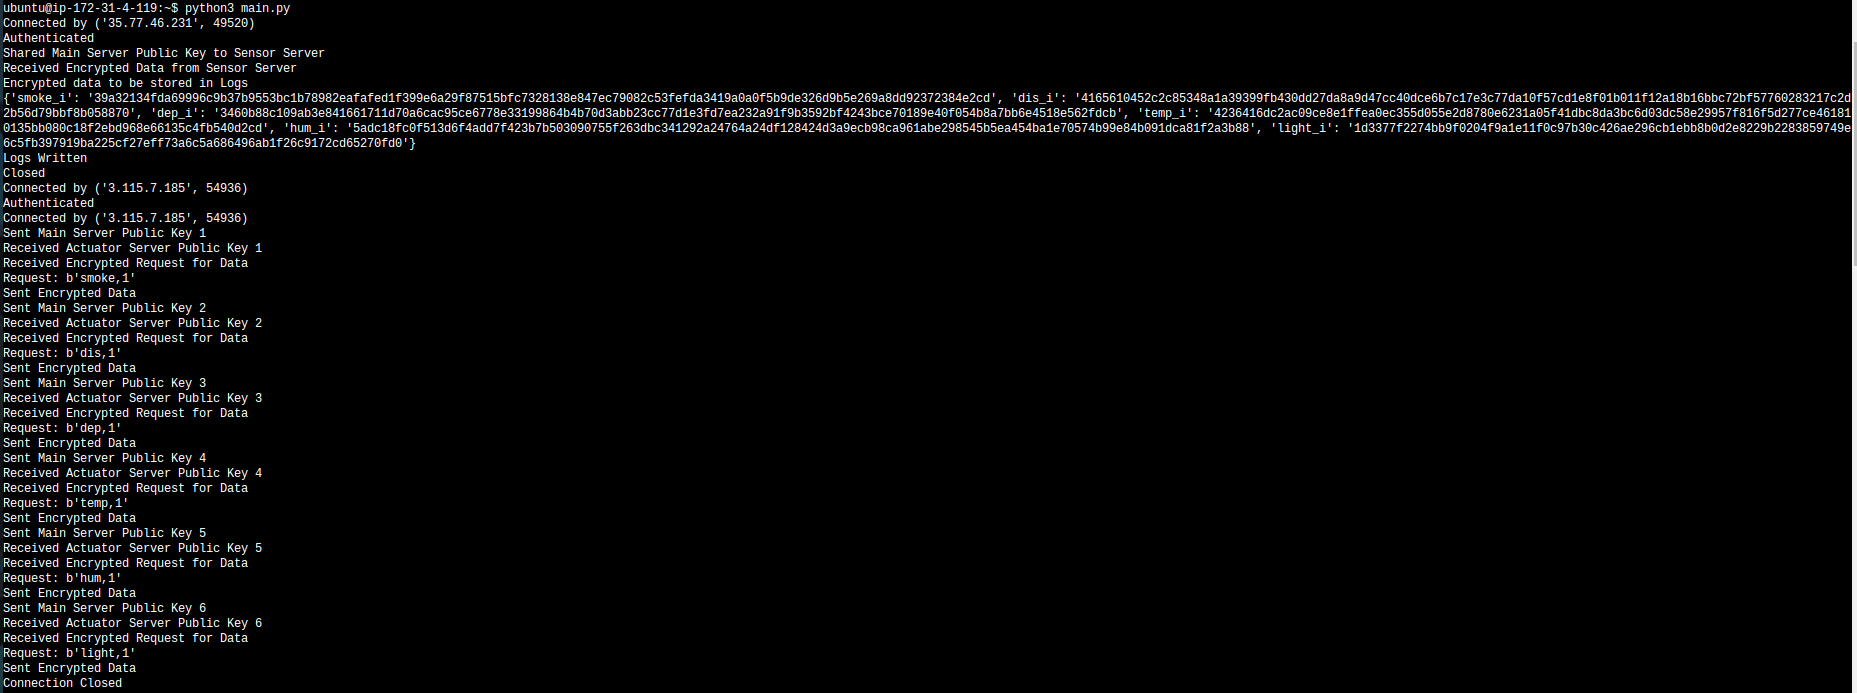 ubuntu@ip-172-31-4-119:~$ python3 main.py
Connected by ('35.77.46.231', 49520)
Authenticated
Shared Main Server Public Key to Sensor Server
Received Encrypted Data from Sensor Server
Encrypted data to be stored in Logs
{'smoke_i': '39a32134fda69996c9b37b9553bc1b78982eafafed1f399e6a29f87515bfc7328138e847ec79082c53fefda3419a0a0f5b9de326d9b5e269a8dd92372384e2cd', 'dis_i': '4165610452c2c85348a1a39399fb430dd27da8a9d47cc40dce6b7c17e3c77da10f57cd1e8f01b011f12a18b16bbc72bf57760283217c2d
2b56d79bbf8b058870', 'dep_i': '3460b88c109ab3e841661711d70a6cac95ce6778e33199864b4b70d3abb23cc77d1e3fd7ea232a91f9b3592bf4243bce70189e40f054b8a7bb6e4518e562fdcb', 'temp_i': '4236416dc2ac09ce8e1ffea0ec355d055e2d8780e6231a05f41dbc8da3bc6d03dc58e29957f816f5d277ce46181
0135bb080c18f2ebd968e66135c4fb540d2cd', 'hum_i': '5adc18fc0f513d6f4add7f423b7b503090755f263dbc341292a24764a24df128424d3a9ecb98ca961abe298545b5ea454ba1e70574b99e84b091dca81f2a3b88', 'light_i': '1d3377f2274bb9f0204f9a1e11f0c97b30c426ae296cb1ebb8b0d2e8229b2283859749e
6c5fb397919ba225cf27eff73a6c5a686496ab1f26c9172cd65270fd0'}
Logs Written
Closed
Connected by ('3.115.7.185', 54936)
Authenticated
Connected by ('3.115.7.185', 54936)
Sent Main Server Public Key 1
Received Actuator Server Public Key 1
Received Encrypted Request for Data
Request: b'smoke,1'
Sent Encrypted Data
Sent Main Server Public Key 2
Received Actuator Server Public Key 2
Received Encrypted Request for Data
Request: b'dis,1'
Sent Encrypted Data
Sent Main Server Public Key 3
Received Actuator Server Public Key 3
Received Encrypted Request for Data
Request: b'dep,1'
Sent Encrypted Data
Sent Main Server Public Key 4
Received Actuator Server Public Key 4
Received Encrypted Request for Data
Request: b'temp,1'
Sent Encrypted Data
Sent Main Server Public Key 5
Received Actuator Server Public Key 5
Received Encrypted Request for Data
Request: b'hum,1'
Sent Encrypted Data
Sent Main Server Public Key 6
Received Actuator Server Public Key 6
Received Encrypted Request for Data
Request: b'light,1'
Sent Encrypted Data
Connection Closed